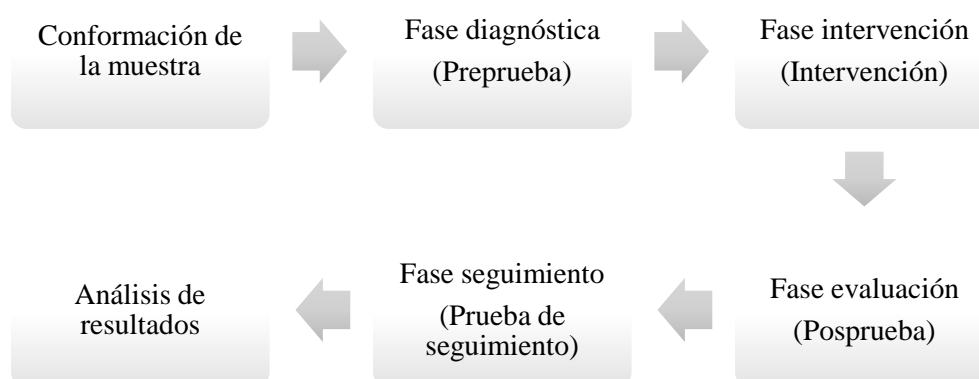 Conformación de
la muestra
Fase diagnóstica
(Preprueba)
Fase intervención
(Intervención)
Fase evaluación
(Posprueba)
Fase seguimiento
(Prueba de
seguimiento)
Análisis de
resultados